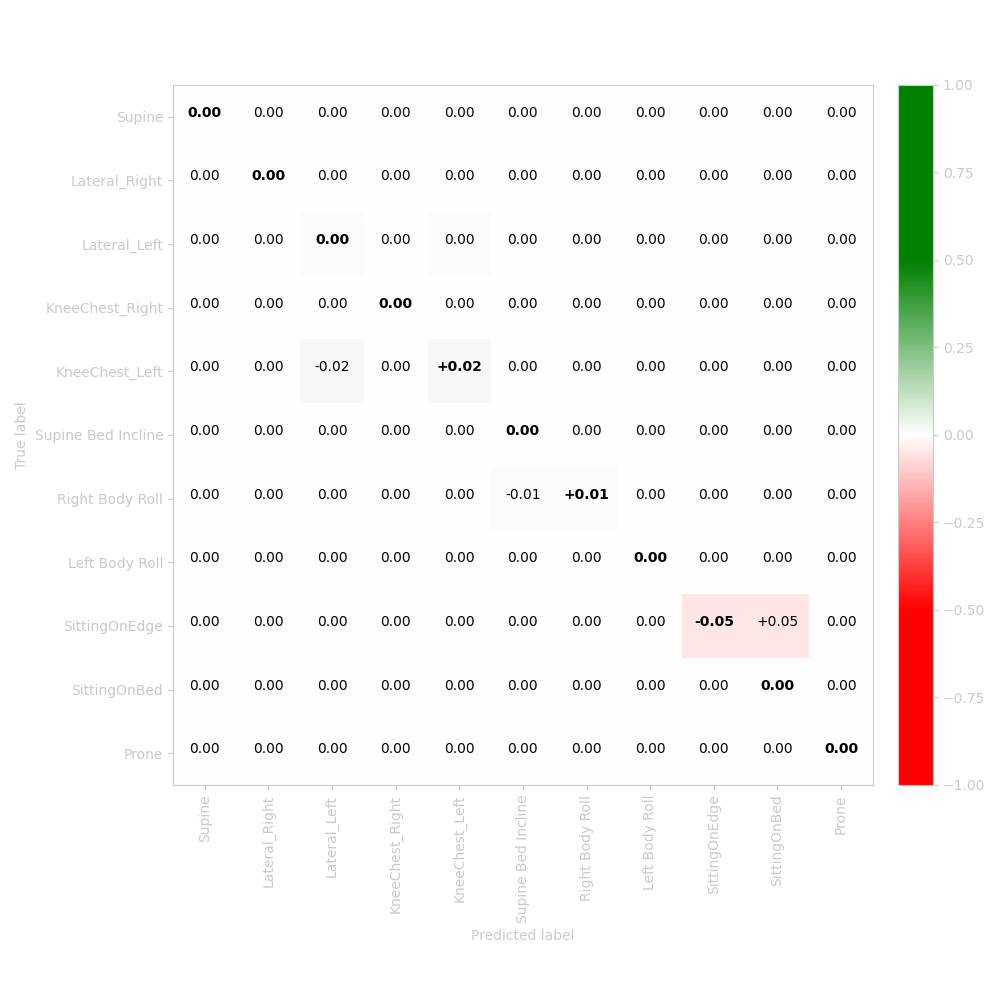 Supine 0.00 0.00 0.00 0.00 0.00 0.00 0.00 0.00 0.00 0.00 0.00
Lateral_Right 0.00 0.00 0.00 0.00 0.00 0.00 0.00 0.00 0.00 0.00 0.00
Lateral_Left 0.00 0.00 0.00 0.00 0.00 0.00 0.00 0.00 0.00 0.00 0.00
KneeChest_Right 0.00 0.00 0.00 0.00 0.00 0.00 0.00 0.00 0.00 0.00 0.00
KneeChest_Left 0.00 0.00 -0.02 0.00 +0.02 0.00 0.00 0.00 0.00 0.00 0.00
Supine Bed Incline 0.00 0.00 0.00 0.00 0.00 0.00 0.00 0.00 0.00 0.00 0.00
Right Body Roll 0.00 0.00 0.00 0.00 0.00 -0.01 +0.01 0.00 0.00 0.00 0.00
Left Body Roll 0.00 0.00 0.00 0.00 0.00 0.00 0.00 0.00 0.00 0.00 0.00
SittingOnEdge 0.00 0.00 0.00 0.00 0.00 0.00 0.00 0.00 -0.05 +0.05 0.00
SittingOnBed 0.00 0.00 0.00 0.00 0.00 0.00 0.00 0.00 0.00 0.00 0.00
Prone 0.00 0.00 0.00 0.00 0.00 0.00 0.00 0.00 0.00 0.00 0.00
True label
Supine
Lateral_Right
Lateral_Left
KneeChest_Right
KneeChest_Left
Supine Bed Incline
Right Body Roll
Left Body Roll
SittingOnEdge
SittingOnBed
Prone
Predicted label
1.00
0.75
0.50
0.25
0.00
−0.25
−0.50
−0.75
−1.00